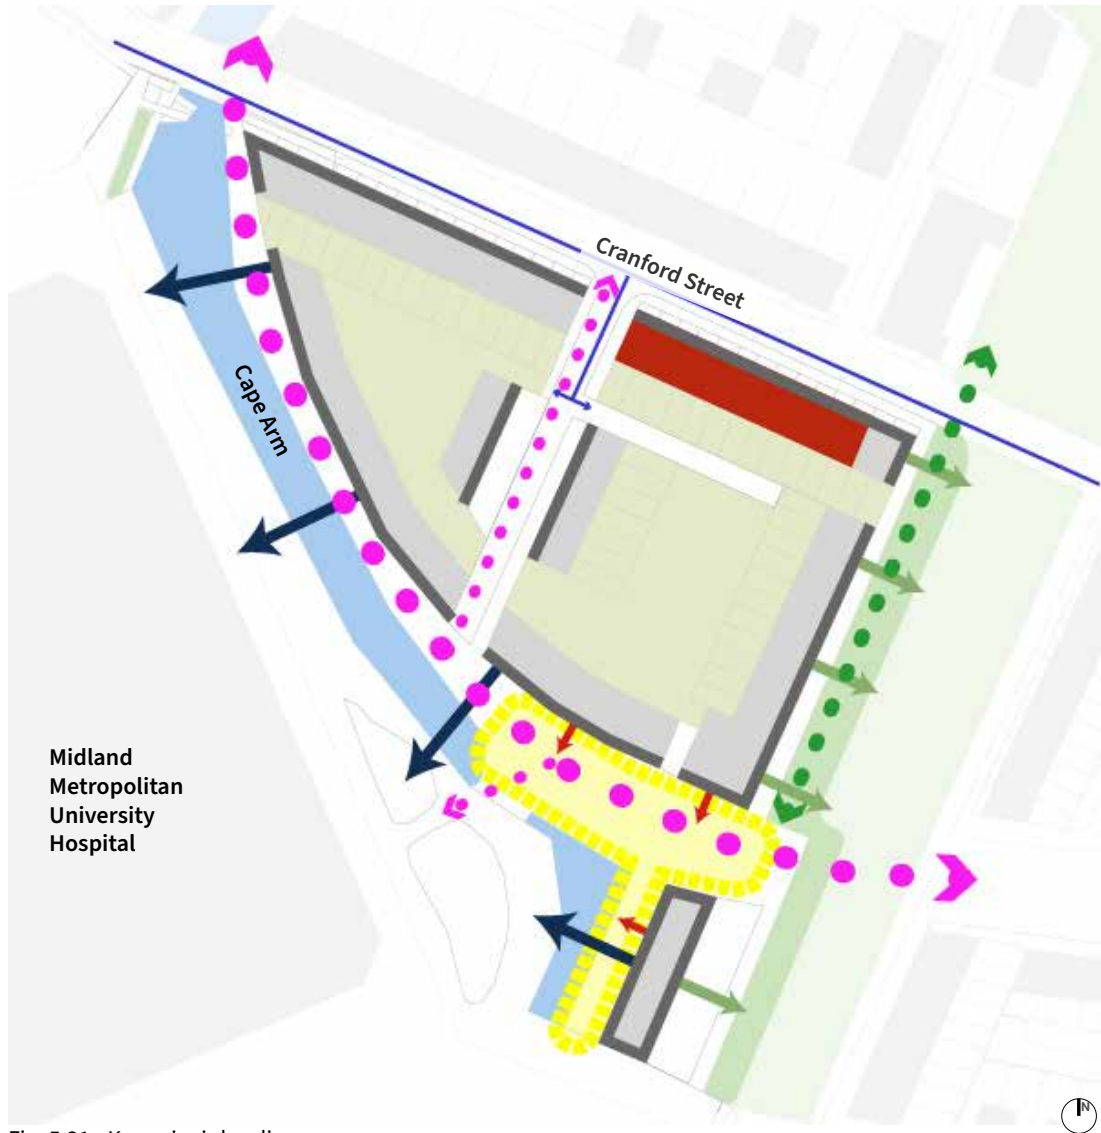 Cranford Street
Cape Arm
Midland
Metropolitan
University
Hospital
N